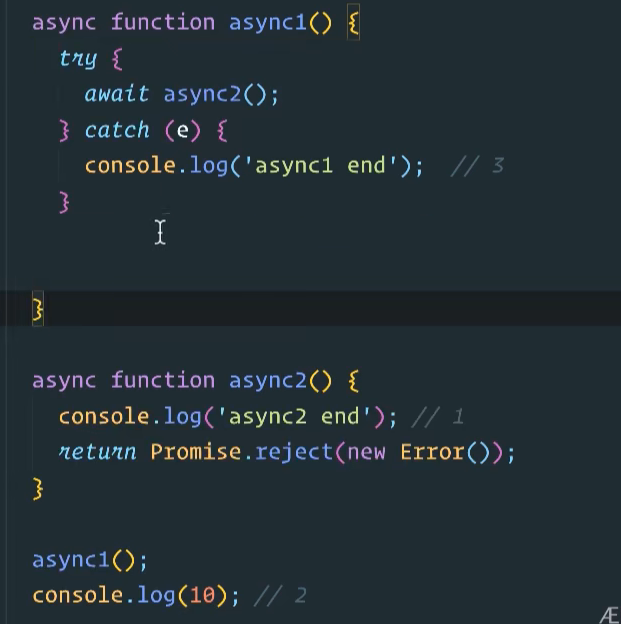 async function async1() {
try {
await async2();
} catch (e) {
console.log('async1 end'); // 3
}
}
async function async2() {
console.log('async2 end'); // 1
return Promise.reject(new Error());
}
async1();
console.log(10); // 2
Æ